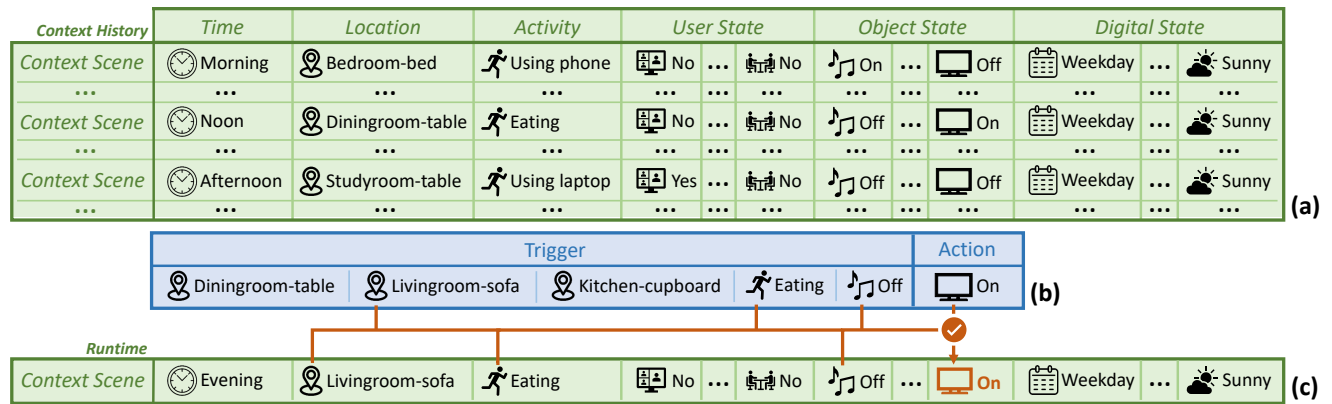 Context History Time Location Activity User State Object State Digital State
Context Scene Morning Bedroom-bed Using phone No ... No On ... Off Weekday ... Sunny
... ... ... ... ... ... ... ... ... ... ... ... ...
Context Scene Noon Diningroom-table Eating No ... No Off ... On Weekday ... Sunny
... ... ... ... ... ... ... ... ... ... ... ... ...
Context Scene Afternoon Studyroom-table Using laptop Yes ... No Off ... Off Weekday ... Sunny
... ... ... ... ... ... ... ... ... ... ... ... ...
(a)
Trigger Action
Diningroom-table Livingroom-sofa Kitchen-cupboard Eating Off On
(b)
Runtime
Context Scene Evening Livingroom-sofa Eating No ... No Off ... On Weekday ... Sunny
(c)